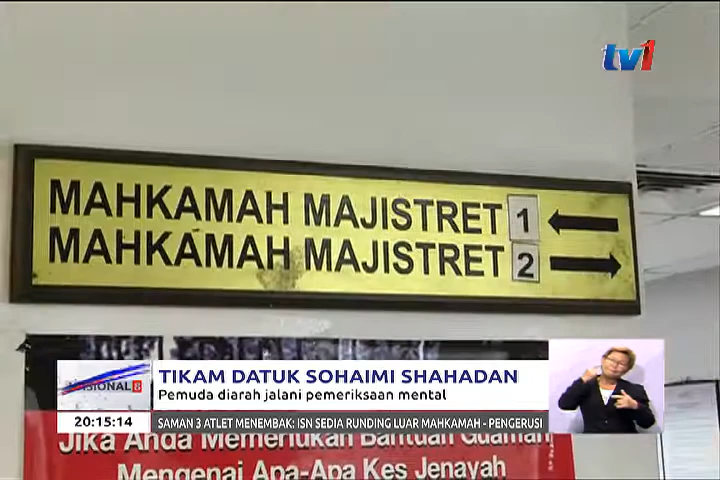 tv1
MAHKAMAH MAJISTRET 1
MAHKAMAH MAJISTRET 2
NASIONAL 8
TIKAM DATUK SOHAIMI SHAHADAN
Pemuda diarah jalani pemeriksaan mental
20:15:14
SAMAN 3 ATLET MENEMBAK: ISN SEDIA RUNDING LUAR MAHKAMAH - PENGERUSI
Jika Anda Memerlukan Bantuan Guaman
Mengenai Apa-Apa Kes Jenayah